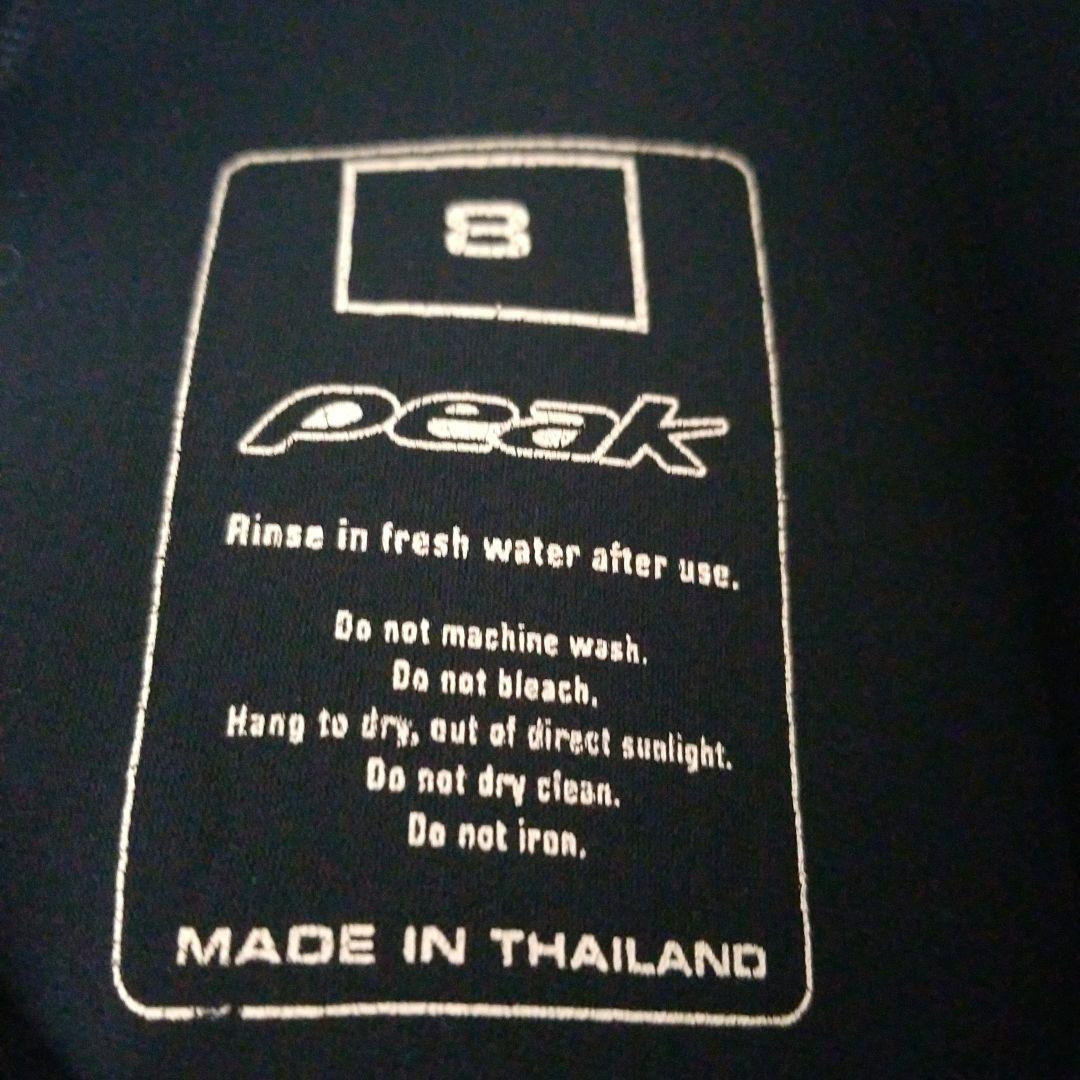 8
peak
Rinse in fresh water after use.
Do not machine wash.
Do not bleach.
Hang to dry, out of direct sunlight.
Do not dry clean.
Do not iron.
MADE IN THAILAND